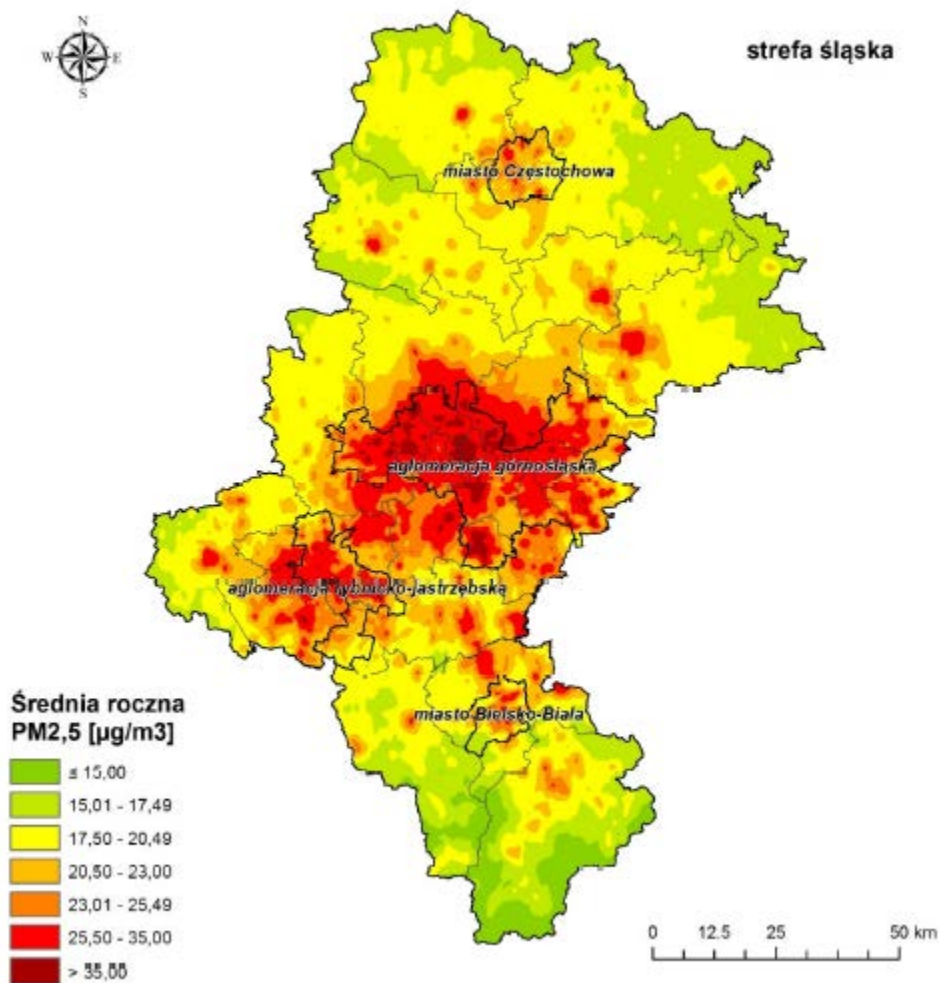 N
W E
S
strefa śląska
miasto Częstochowa
aglomeracja górnośląska
aglomeracja rybnicko-jastrzębska
miasto Bielsko-Biała
Średnia roczna
PM2,5 [µg/m3]
≤ 15,00
15,01 - 17,49
17,50 - 20,49
20,50 - 23,00
23,01 - 25,49
25,50 - 35,00
> 35,00
0 12.5 25 50 km